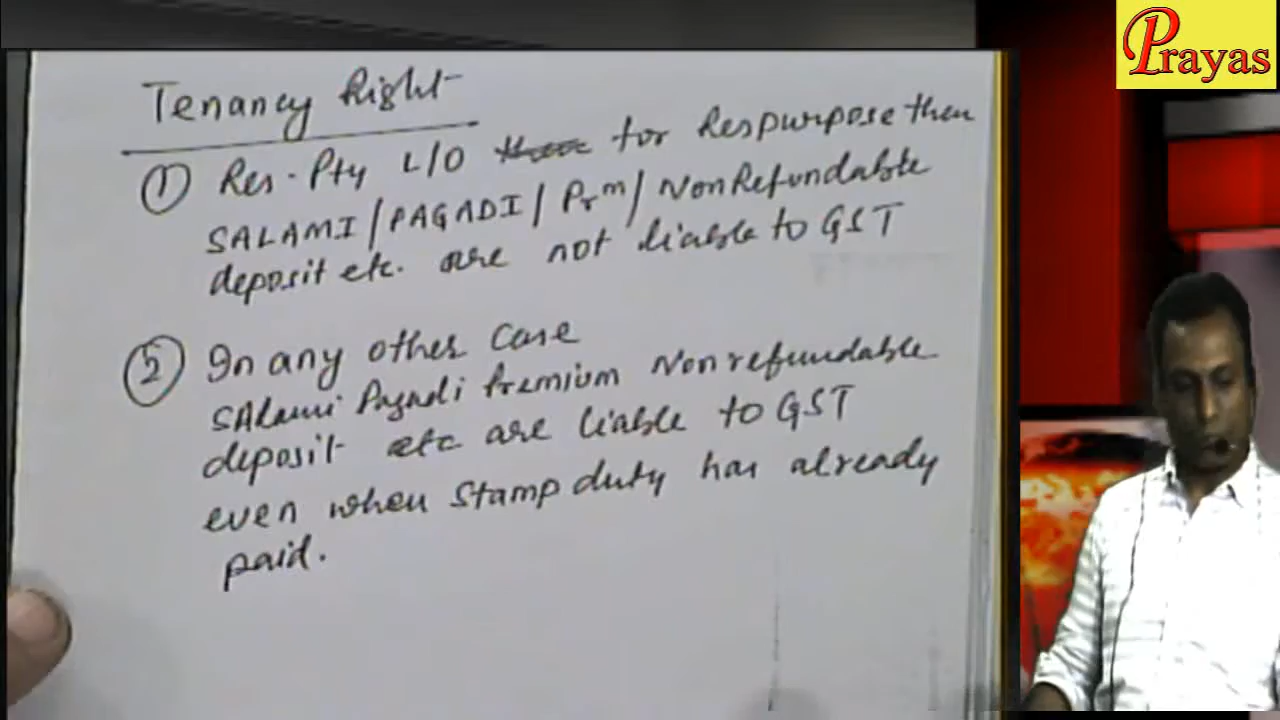 Prayas
Tenancy Right
① Res. Pty L/O for Res purpose then
SALAMI/PAGADI/Prm/Non Refundable
deposit etc. are not liable to GST
② In any other case
SAlami Pagadi Premium Non refundable
deposit etc are liable to GST
even when stamp duty has already
paid.